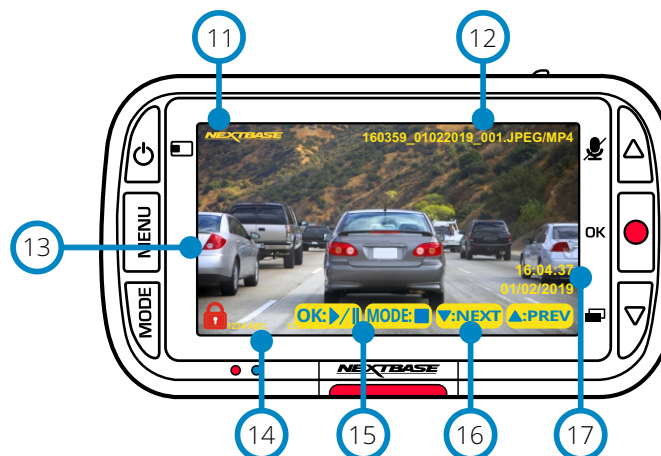 11
12
NEXTBASE
160359_01022019_001.JPEG/MP4
MENU
OK
13
16:04:37
01/02/2019
MODE
OK: MODE: :NEXT :PREV
NEXTBASE
14
15
16
17